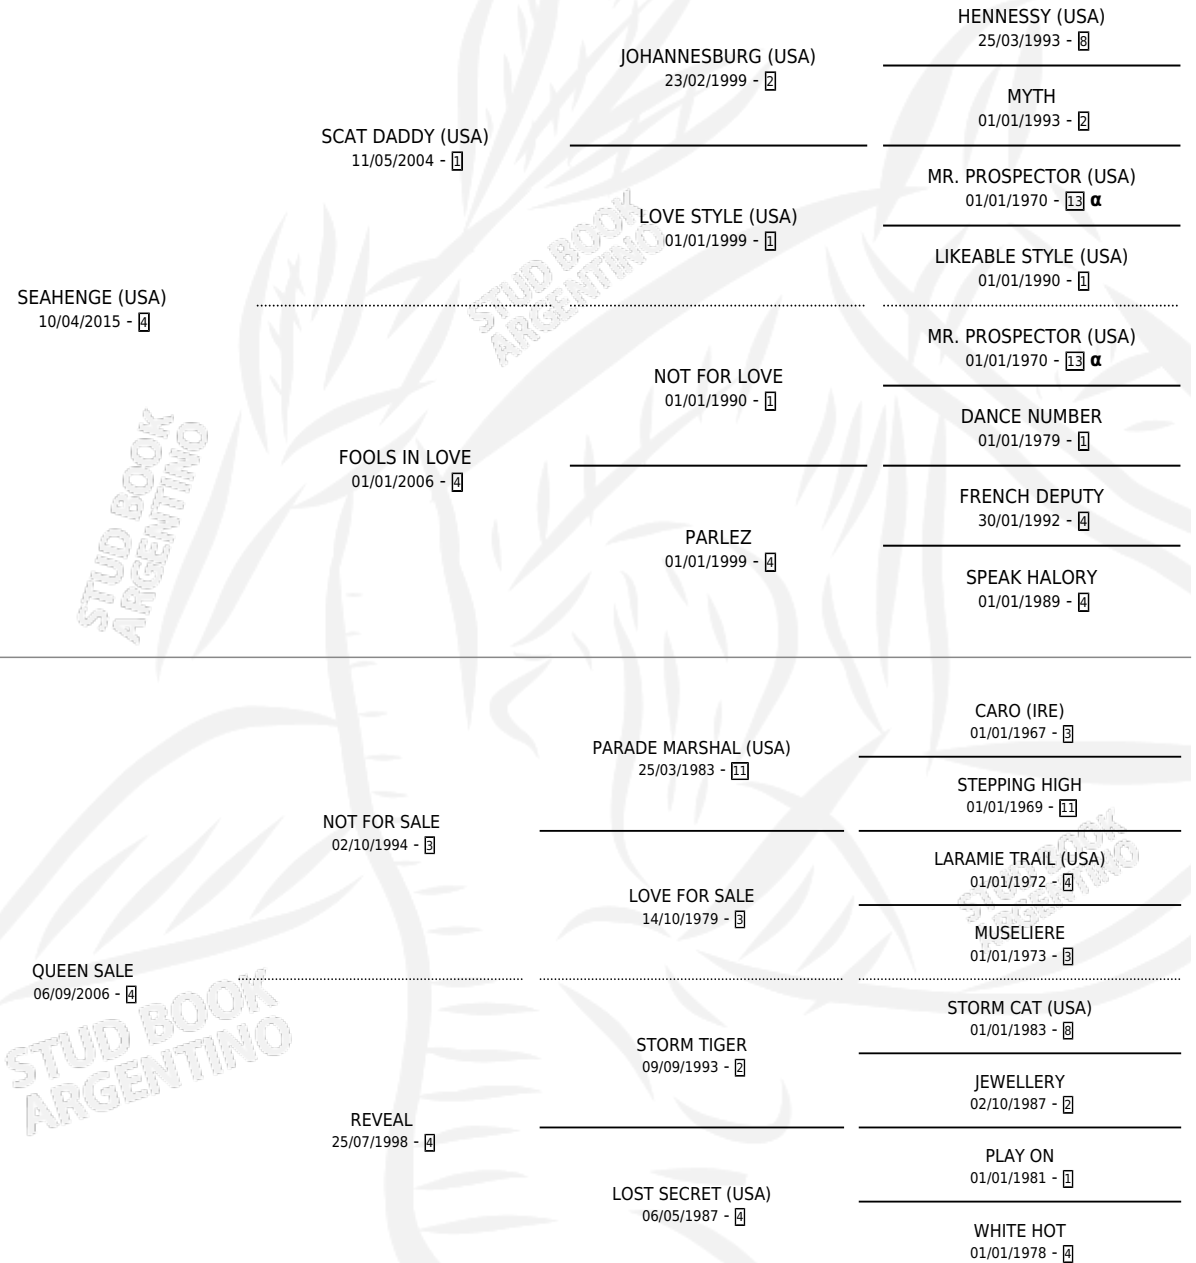 HENNESSY (USA)
25/03/1993 - 8
JOHANNESBURG (USA)
23/02/1999 - 2
MYTH
01/01/1993 - 2
SCAT DADDY (USA)
11/05/2004 - 1
MR. PROSPECTOR (USA)
01/01/1970 - 13 α
LOVE STYLE (USA)
01/01/1999 - 1
LIKEABLE STYLE (USA)
01/01/1990 - 1
STUD BOOK
ARGENTINO
SEAHENGE (USA)
10/04/2015 - 4
MR. PROSPECTOR (USA)
01/01/1970 - 13 α
NOT FOR LOVE
01/01/1990 - 1
DANCE NUMBER
01/01/1979 - 1
FOOLS IN LOVE
01/01/2006 - 4
FRENCH DEPUTY
30/01/1992 - 4
PARLEZ
01/01/1999 - 4
SPEAK HALORY
01/01/1989 - 4
STUD BOOK
ARGENTINO
CARO (IRE)
01/01/1967 - 3
PARADE MARSHAL (USA)
25/03/1983 - 11
STEPPING HIGH
01/01/1969 - 11
NOT FOR SALE
02/10/1994 - 3
LARAMIE TRAIL (USA)
01/01/1972 - 4
LOVE FOR SALE
14/10/1979 - 3
MUSELIERE
01/01/1973 - 3
STUD BOOK
ARGENTINO
QUEEN SALE
06/09/2006 - 4
STORM CAT (USA)
01/01/1983 - 8
STORM TIGER
09/09/1993 - 2
JEWELLERY
02/10/1987 - 2
STUD BOOK
ARGENTINO
REVEAL
25/07/1998 - 4
PLAY ON
01/01/1981 - 1
LOST SECRET (USA)
06/05/1987 - 4
WHITE HOT
01/01/1978 - 4